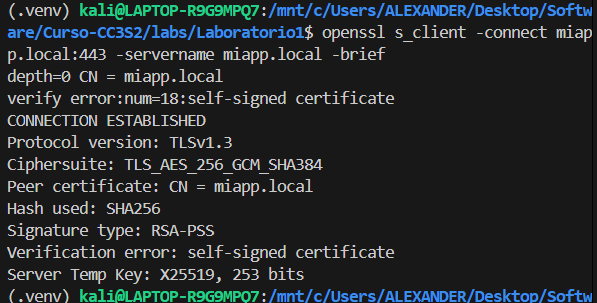 (.venv) kali@LAPTOP-R9G9MPQ7:/mnt/c/Users/ALEXANDER/Desktop/Softw
are/Curso-CC3S2/labs/Laboratorio1$ openssl s_client -connect miap
p.local:443 -servername miapp.local -brief
depth=0 CN = miapp.local
verify error:num=18:self-signed certificate
CONNECTION ESTABLISHED
Protocol version: TLSv1.3
Ciphersuite: TLS_AES_256_GCM_SHA384
Peer certificate: CN = miapp.local
Hash used: SHA256
Signature type: RSA-PSS
Verification error: self-signed certificate
Server Temp Key: X25519, 253 bits
(.venv) kali@LAPTOP-R9G9MPQ7:/mnt/c/Users/ALEXANDER/Desktop/Softw